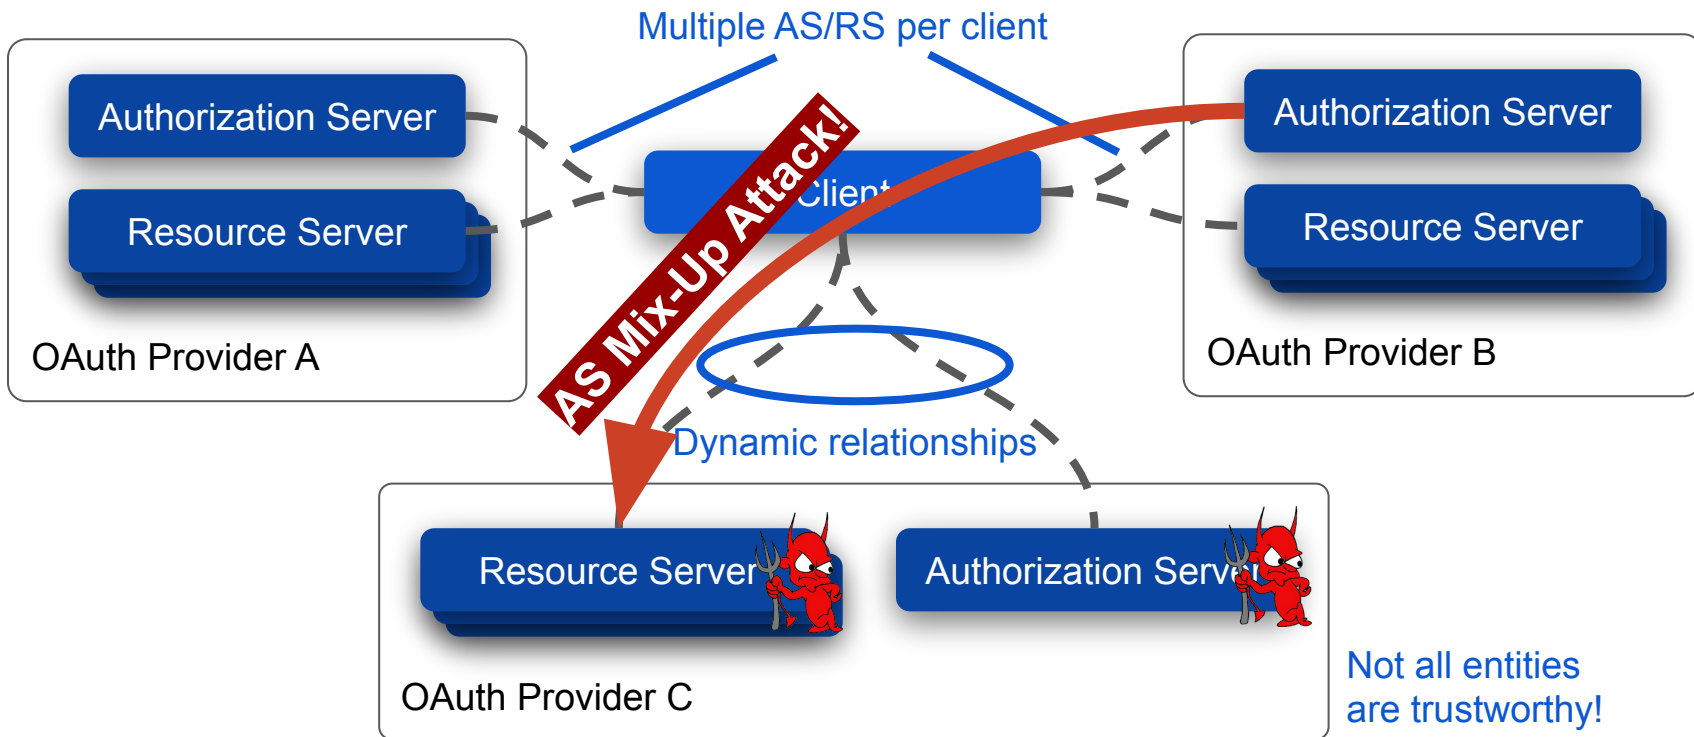 Multiple AS/RS per client
Authorization Server
Resource Server
OAuth Provider A
Client
AS Mix-Up Attack!
Authorization Server
Resource Server
OAuth Provider B
Dynamic relationships
Resource Server
Authorization Server
OAuth Provider C
Not all entities
are trustworthy!